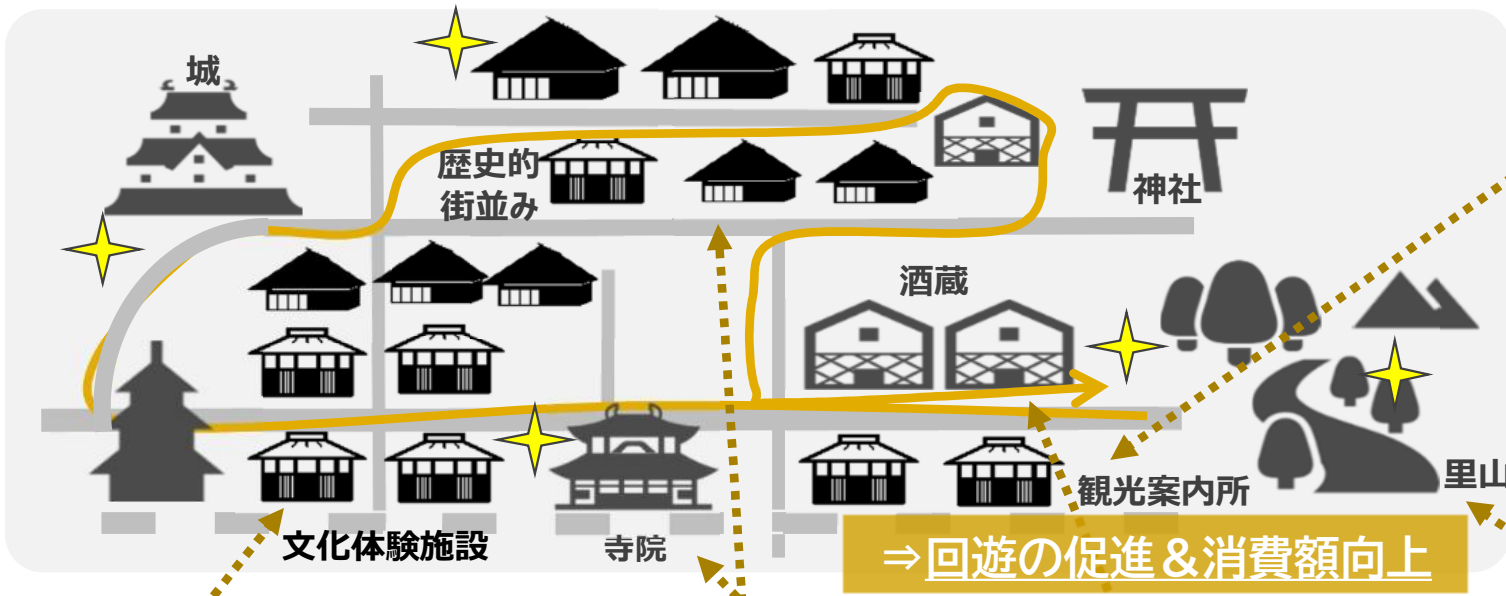 城
歴史的
街並み
神社
酒蔵
観光案内所
里山
文化体験施設
寺院
⇒回遊の促進&消費額向上